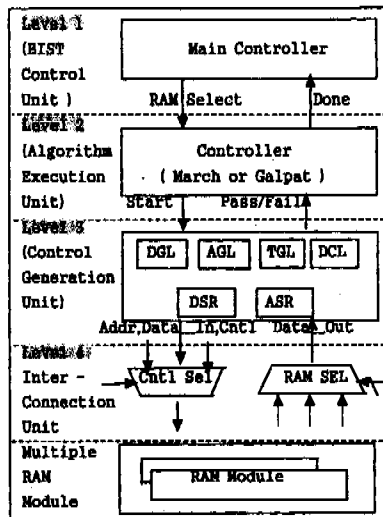 Level 1
(BIST
Control
Unit )
Main Controller
RAM Select
Done
Level 2
(Algorithm
Execution
Unit)
Controller
( March or Galpat )
Start
Pass/Fail
Level 3
(Control
Generation
Unit)
DGL AGL TGL DCL
DSR ASR
Addr,Data_In,Cntl Data_Out
Level 4
Inter -
Connection
Unit
Cntl Sel
RAM SEL
Multiple
RAM
Module
RAM Module